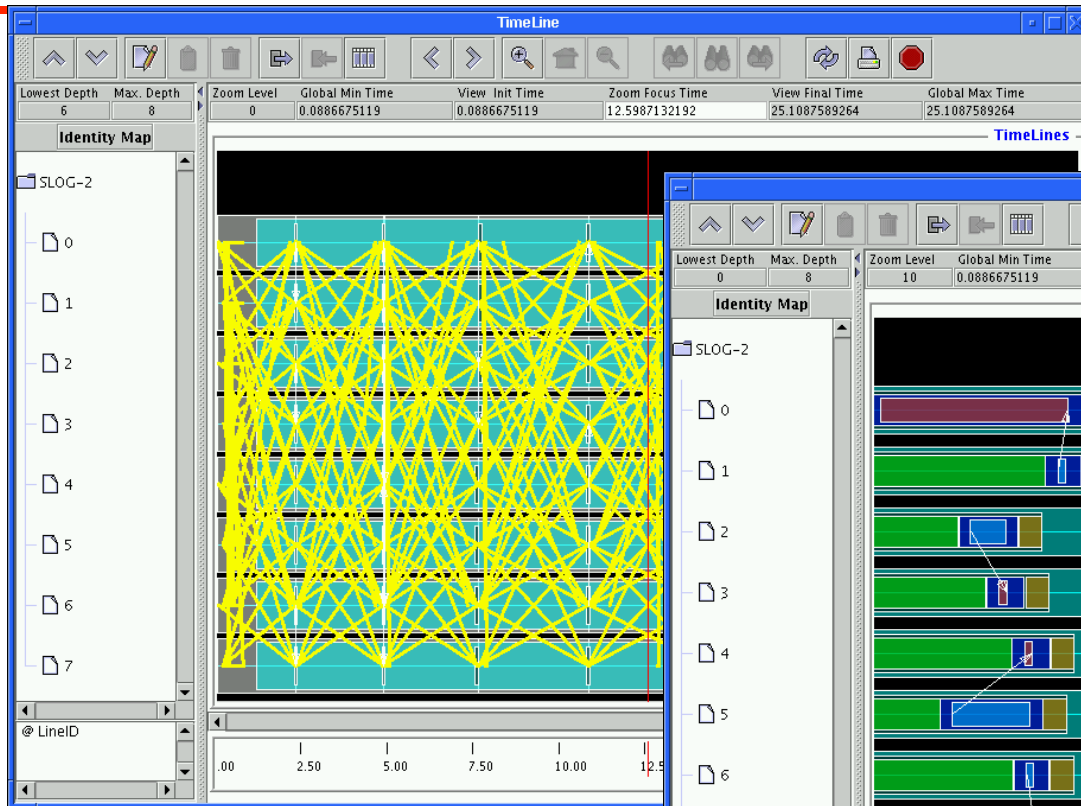 TimeLine
Lowest Depth Max. Depth Zoom Level Global Min Time View Init Time Zoom Focus Time View Final Time Global Max Time
6 8 0 0.0886675119 0.0886675119 12.5987132192 25.1087589264 25.1087589264
Identity Map
TimeLines
SLOG-2
0
1
2
3
4
5
6
7
@ LineID
.00 2.50 5.00 7.50 10.00 12.5
Lowest Depth Max. Depth Zoom Level Global Min Time
0 8 10 0.0886675119
Identity Map
SLOG-2
0
1
2
3
4
5
6